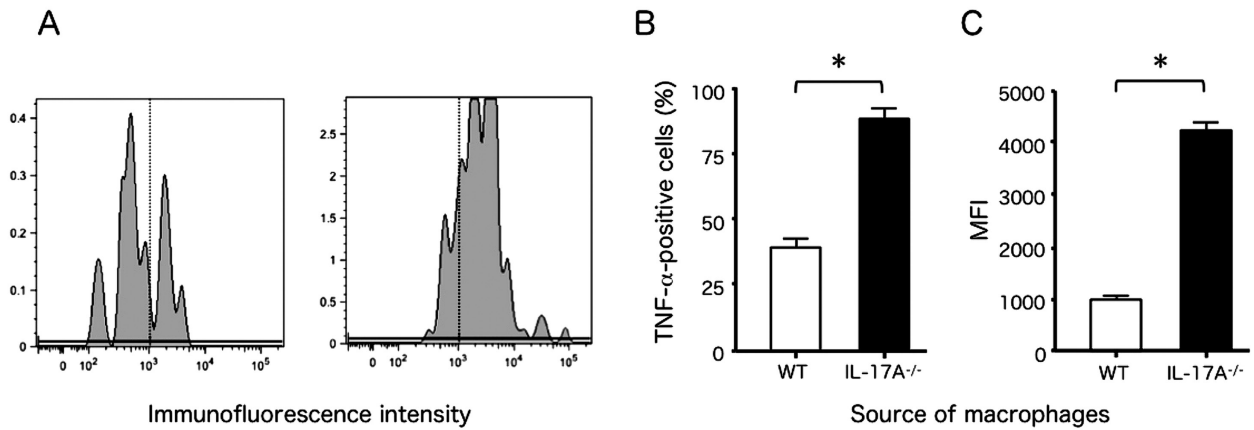 A
0.4
0.3
0.2
0.1
0
0 10² 10³ 10⁴ 10⁵
2.5
2
1.5
1
0.5
0
0 10² 10³ 10⁴ 10⁵
Immunofluorescence intensity
B
TNF-α-positive cells (%)
100
75
50
25
0
*
WT IL-17A-/-
C
MFI
5000
4000
3000
2000
1000
0
*
WT IL-17A-/-
Source of macrophages